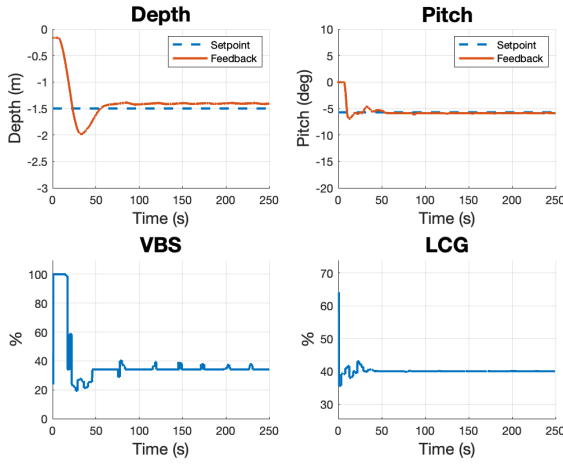 Depth
0
-0.5
-1
-1.5
-2
-2.5
-3
Depth (m)
0 50 100 150 200 250
Time (s)
Setpoint
Feedback
Pitch
10
5
0
-5
-10
-15
-20
Pitch (deg)
0 50 100 150 200 250
Time (s)
Setpoint
Feedback
VBS
100
80
60
40
20
0
%
0 50 100 150 200 250
Time (s)
LCG
70
60
50
40
30
%
0 50 100 150 200 250
Time (s)